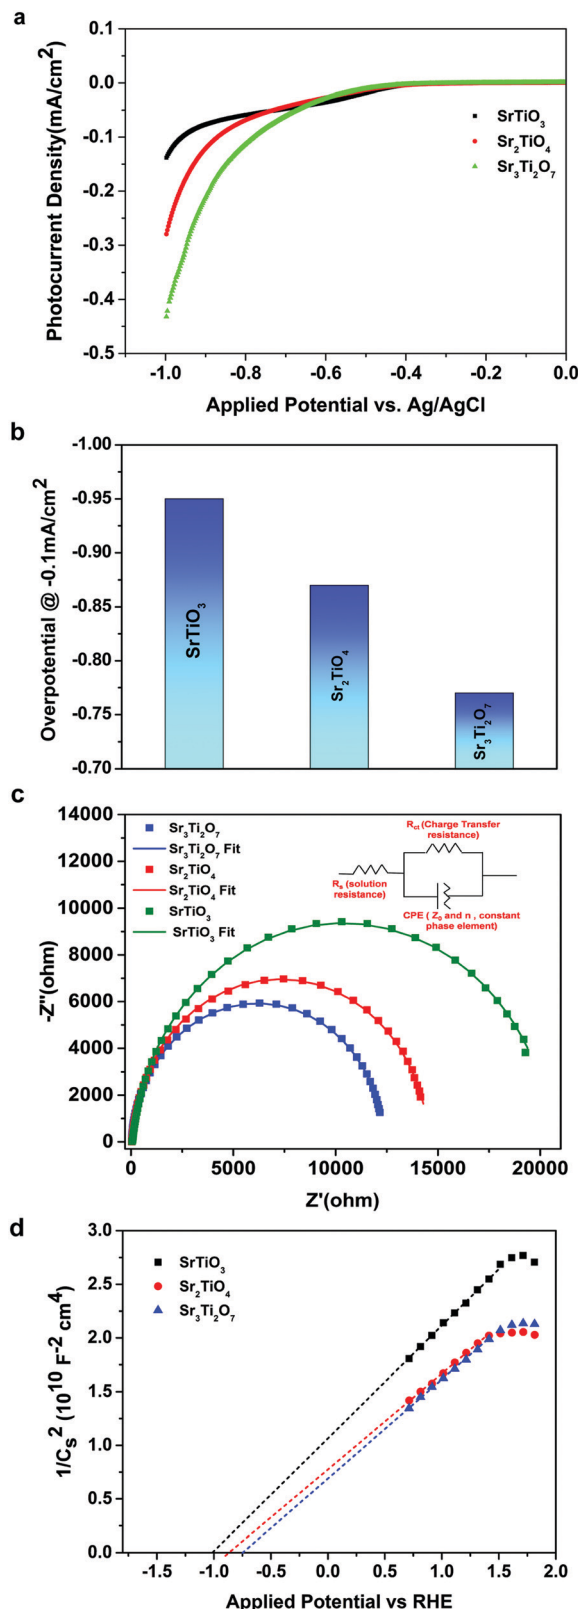 a
0.1
0.0
-0.1
-0.2
-0.3
-0.4
-0.5
Photocurrent Density(mA/cm²)
SrTiO₃
Sr₂TiO₄
Sr₃Ti₂O₇
-1.0 -0.8 -0.6 -0.4 -0.2 0.0
Applied Potential vs. Ag/AgCl
b
-1.00
-0.95
-0.90
-0.85
-0.80
-0.75
-0.70
Overpotential @ -0.1mA/cm²
SrTiO₃
Sr₂TiO₄
Sr₃Ti₂O₇
c
14000
12000
10000
8000
6000
4000
2000
0
-Z''(ohm)
Sr₃Ti₂O₇
Sr₃Ti₂O₇ Fit
Sr₂TiO₄
Sr₂TiO₄ Fit
SrTiO₃
SrTiO₃ Fit
R_ct (Charge Transfer
resistance)
R_s (solution
resistance)
CPE ( Z₀ and n , constant
phase element)
0 5000 10000 15000 20000
Z'(ohm)
d
3.0
2.5
2.0
1.5
1.0
0.5
0.0
1/C_s² (10¹⁰ F⁻² cm⁴)
SrTiO₃
Sr₂TiO₄
Sr₃Ti₂O₇
-1.5 -1.0 -0.5 0.0 0.5 1.0 1.5 2.0
Applied Potential vs RHE